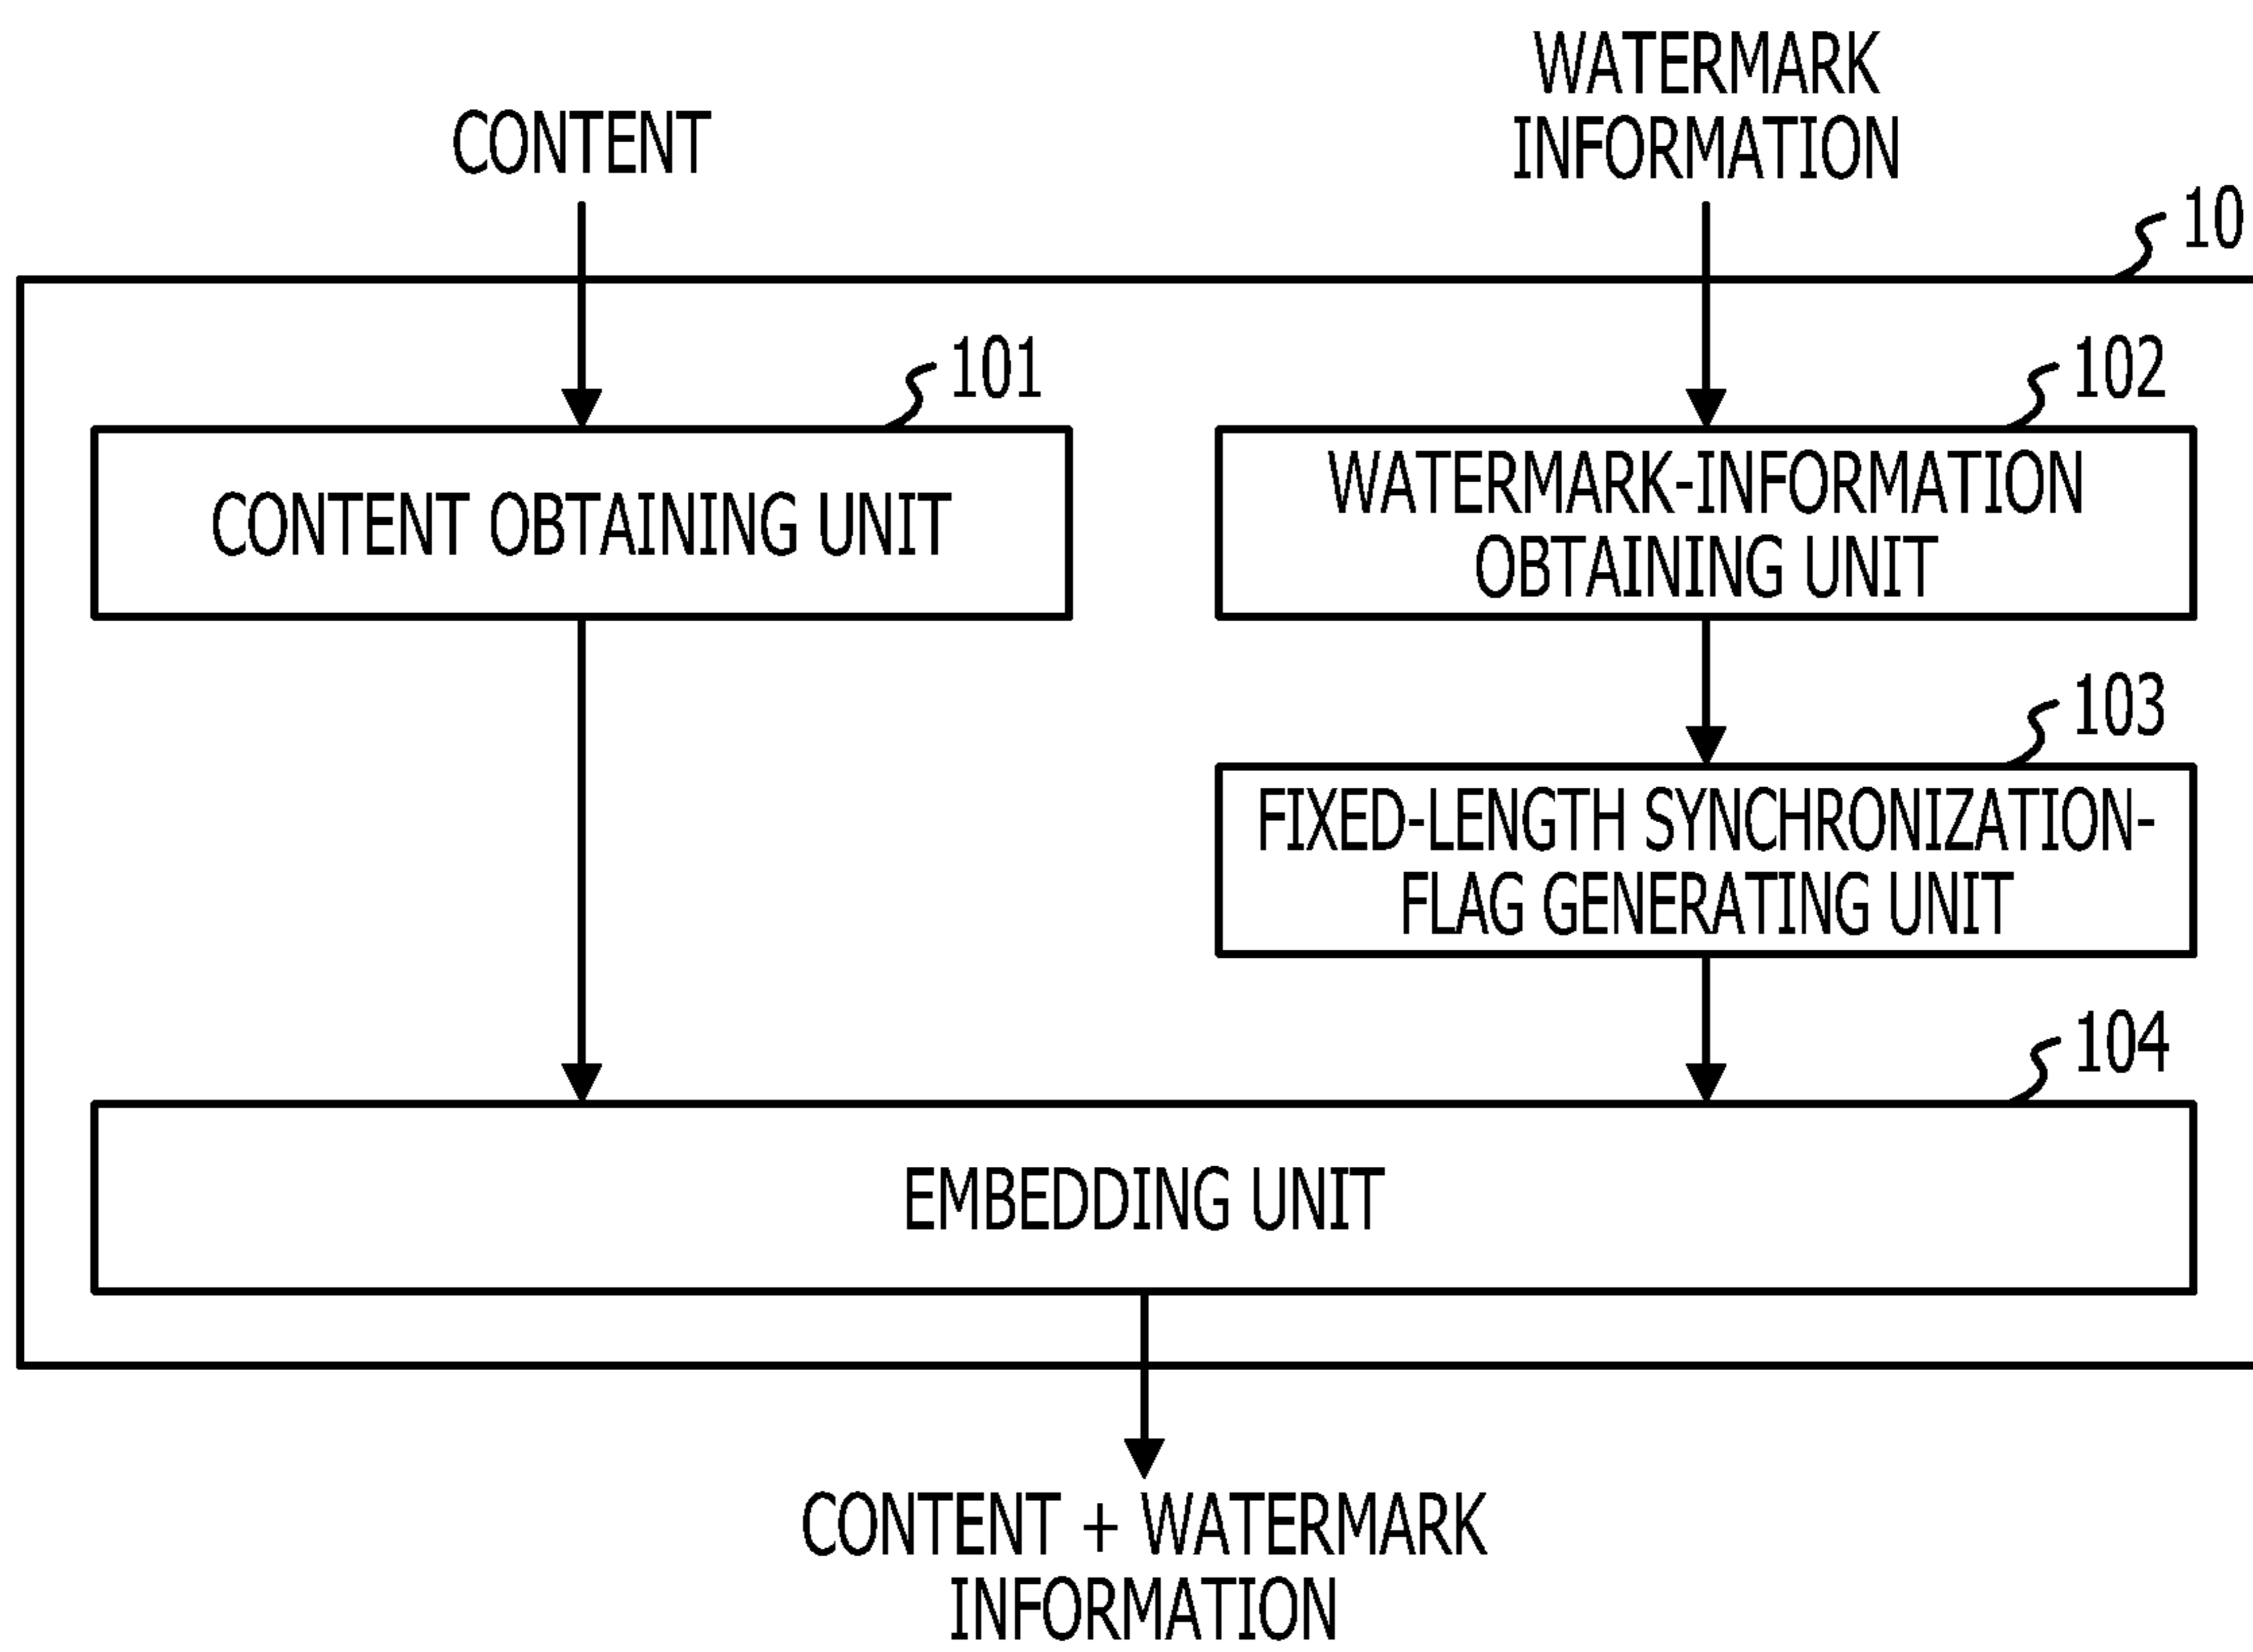 CONTENT
WATERMARK
INFORMATION
10
101
102
CONTENT OBTAINING UNIT
WATERMARK-INFORMATION
OBTAINING UNIT
103
FIXED-LENGTH SYNCHRONIZATION-
FLAG GENERATING UNIT
104
EMBEDDING UNIT
CONTENT + WATERMARK
INFORMATION